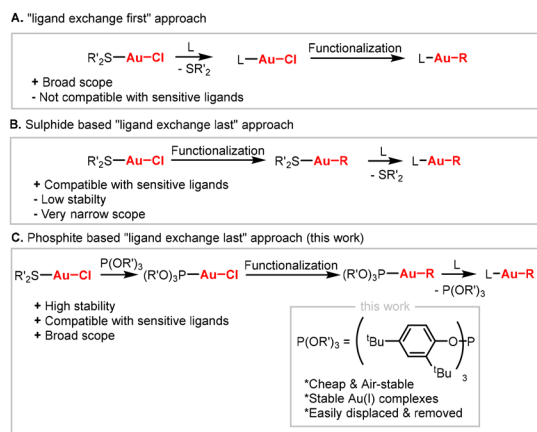 A. "ligand exchange first" approach
R'₂S—Au—Cl L - SR'₂ L—Au—Cl Functionalization L—Au—R
+ Broad scope
- Not compatible with sensitive ligands
B. Sulphide based "ligand exchange last" approach
R'₂S—Au—Cl Functionalization R'₂S—Au—R L - SR'₂ L—Au—R
+ Compatible with sensitive ligands
- Low stabilty
- Very narrow scope
C. Phosphite based "ligand exchange last" approach (this work)
R'₂S—Au—Cl P(OR')₃ (R'O)₃P—Au—Cl Functionalization (R'O)₃P—Au—R L - P(OR')₃ L—Au—R
+ High stability
+ Compatible with sensitive ligands
+ Broad scope
this work
P(OR')₃ = ( ᵗBu O ᵗBu )₃ P
*Cheap & Air-stable
*Stable Au(I) complexes
*Easily displaced & removed